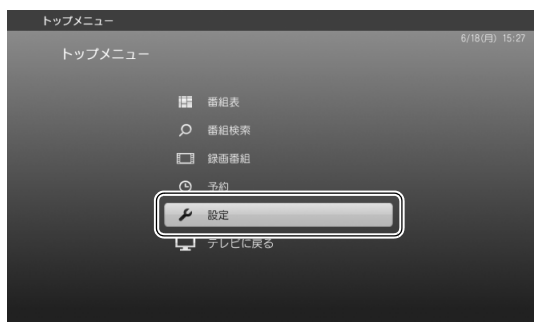 トップメニュー
6/18(月) 15:27
トップメニュー
番組表
番組検索
録画番組
予約
設定
テレビに戻る